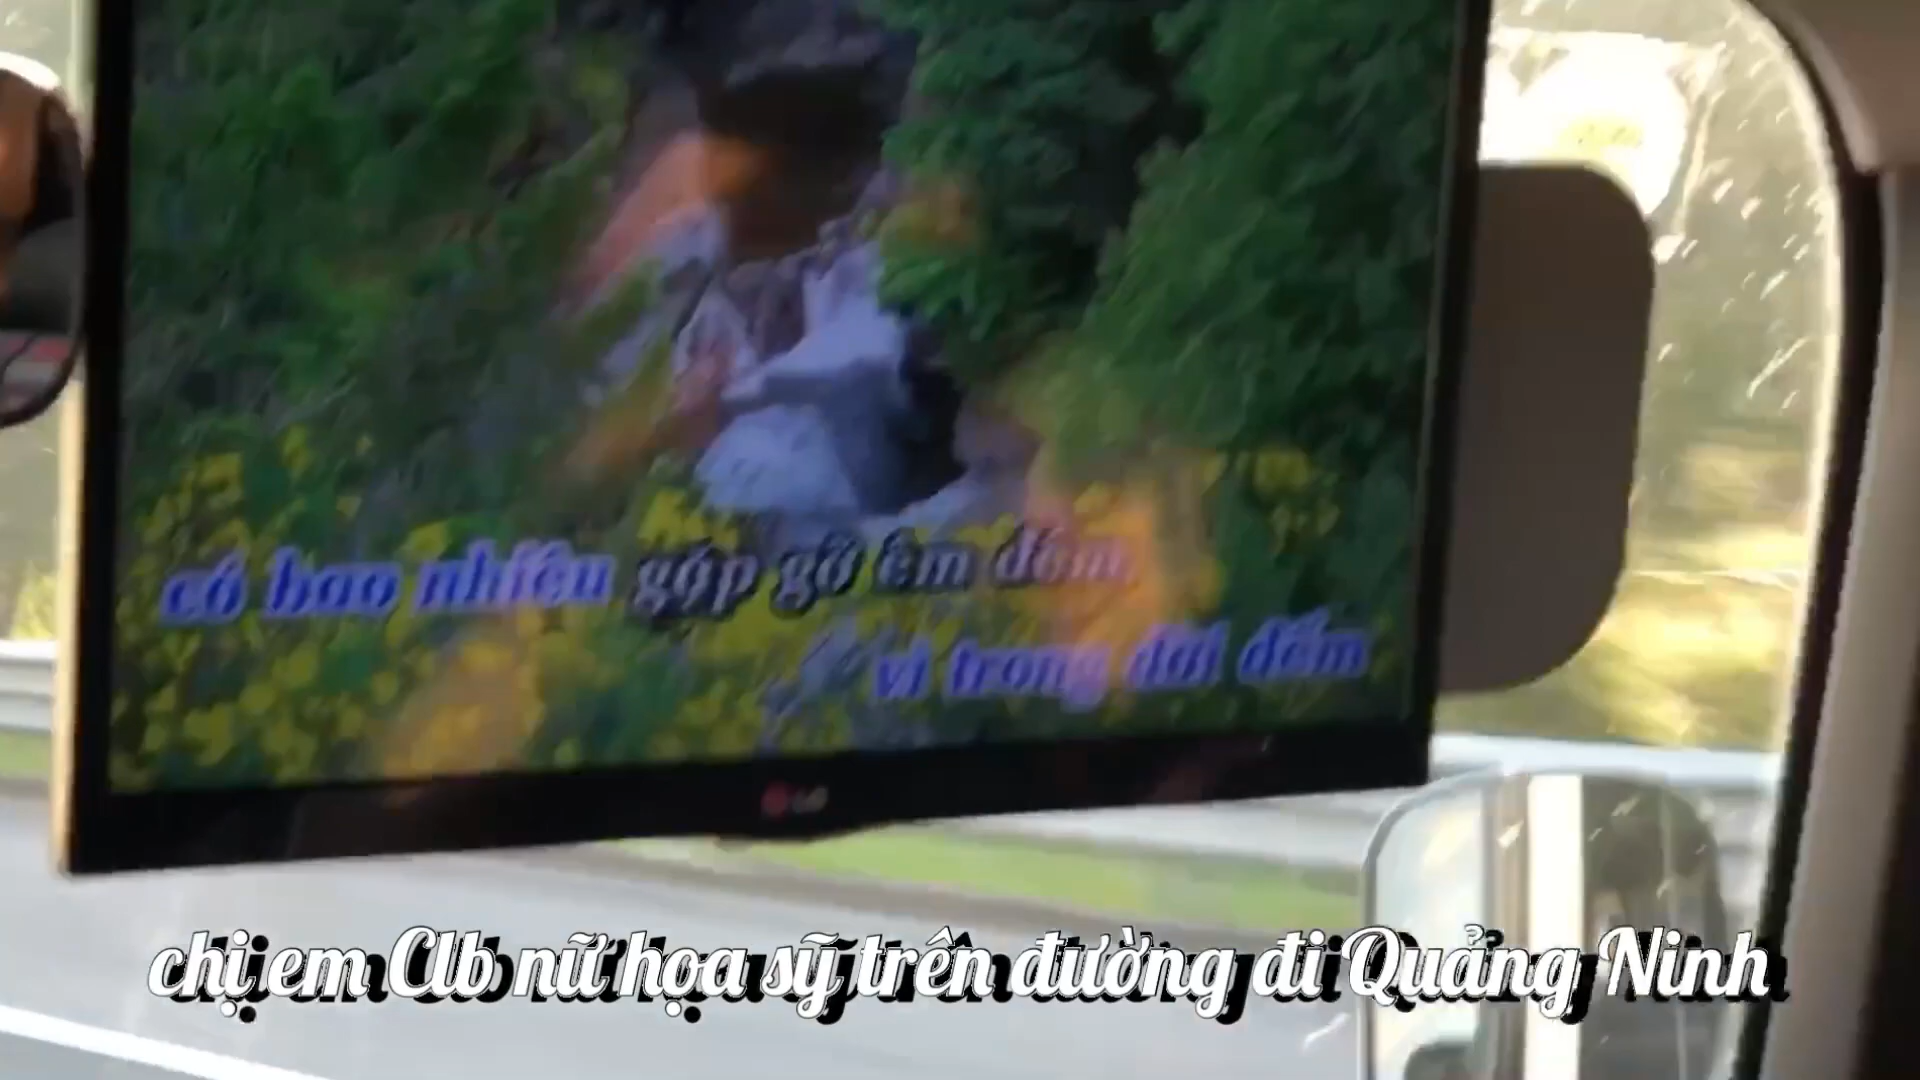 có bao nhiêu gặp gỡ êm đềm,
vì trong đời đếm
LG
chị em Clb nữ họa sỹ trên đường đi Quảng Ninh